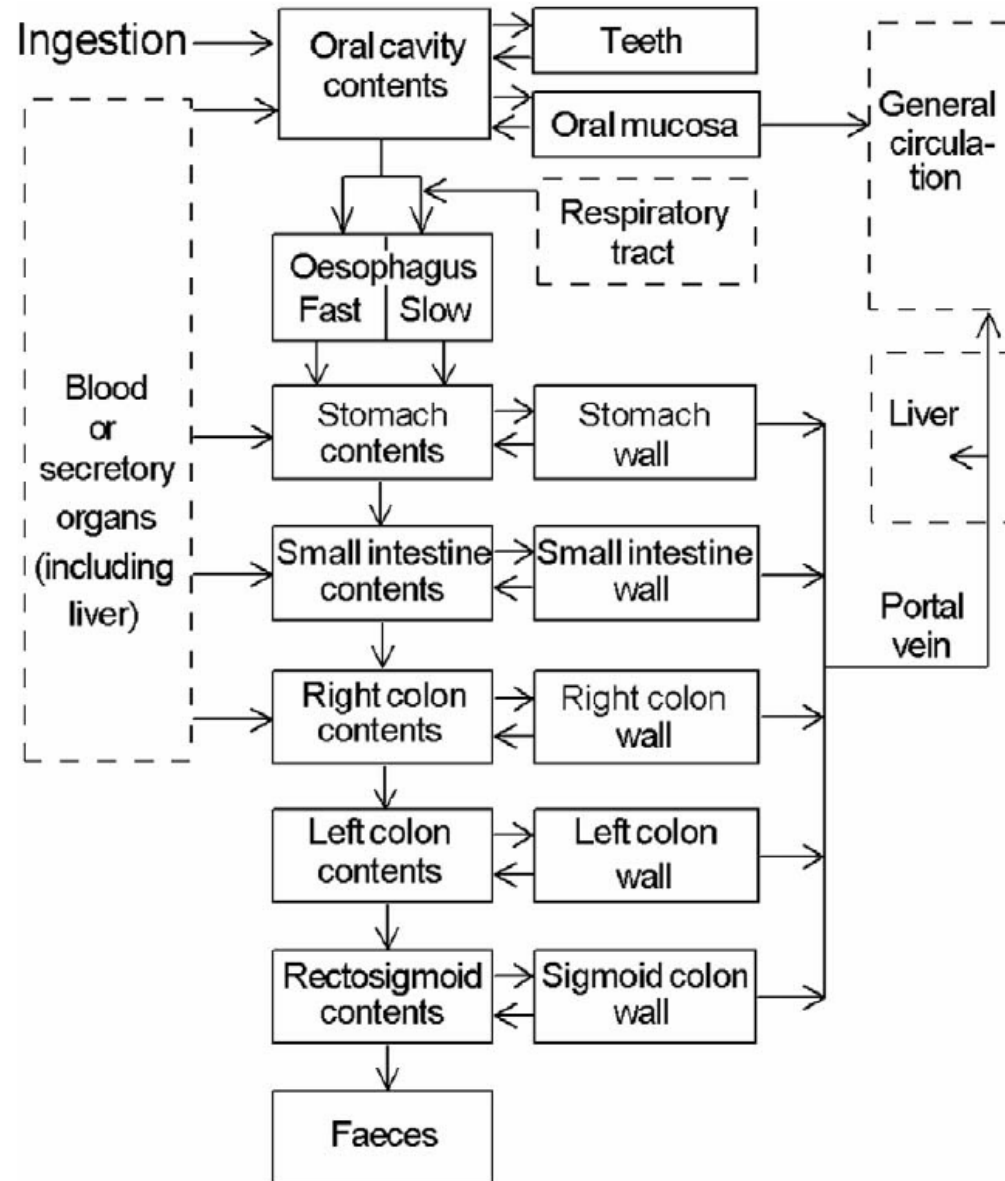 Ingestion
Oral cavity
contents
Teeth
Oral mucosa
General
circula-
tion
Respiratory
tract
Oesophagus
Fast
Slow
Blood
or
secretory
organs
(including
liver)
Stomach
contents
Stomach
wall
Liver
Small intestine
contents
Small intestine
wall
Portal
vein
Right colon
contents
Right colon
wall
Left colon
contents
Left colon
wall
Rectosigmoid
contents
Sigmoid colon
wall
Faeces